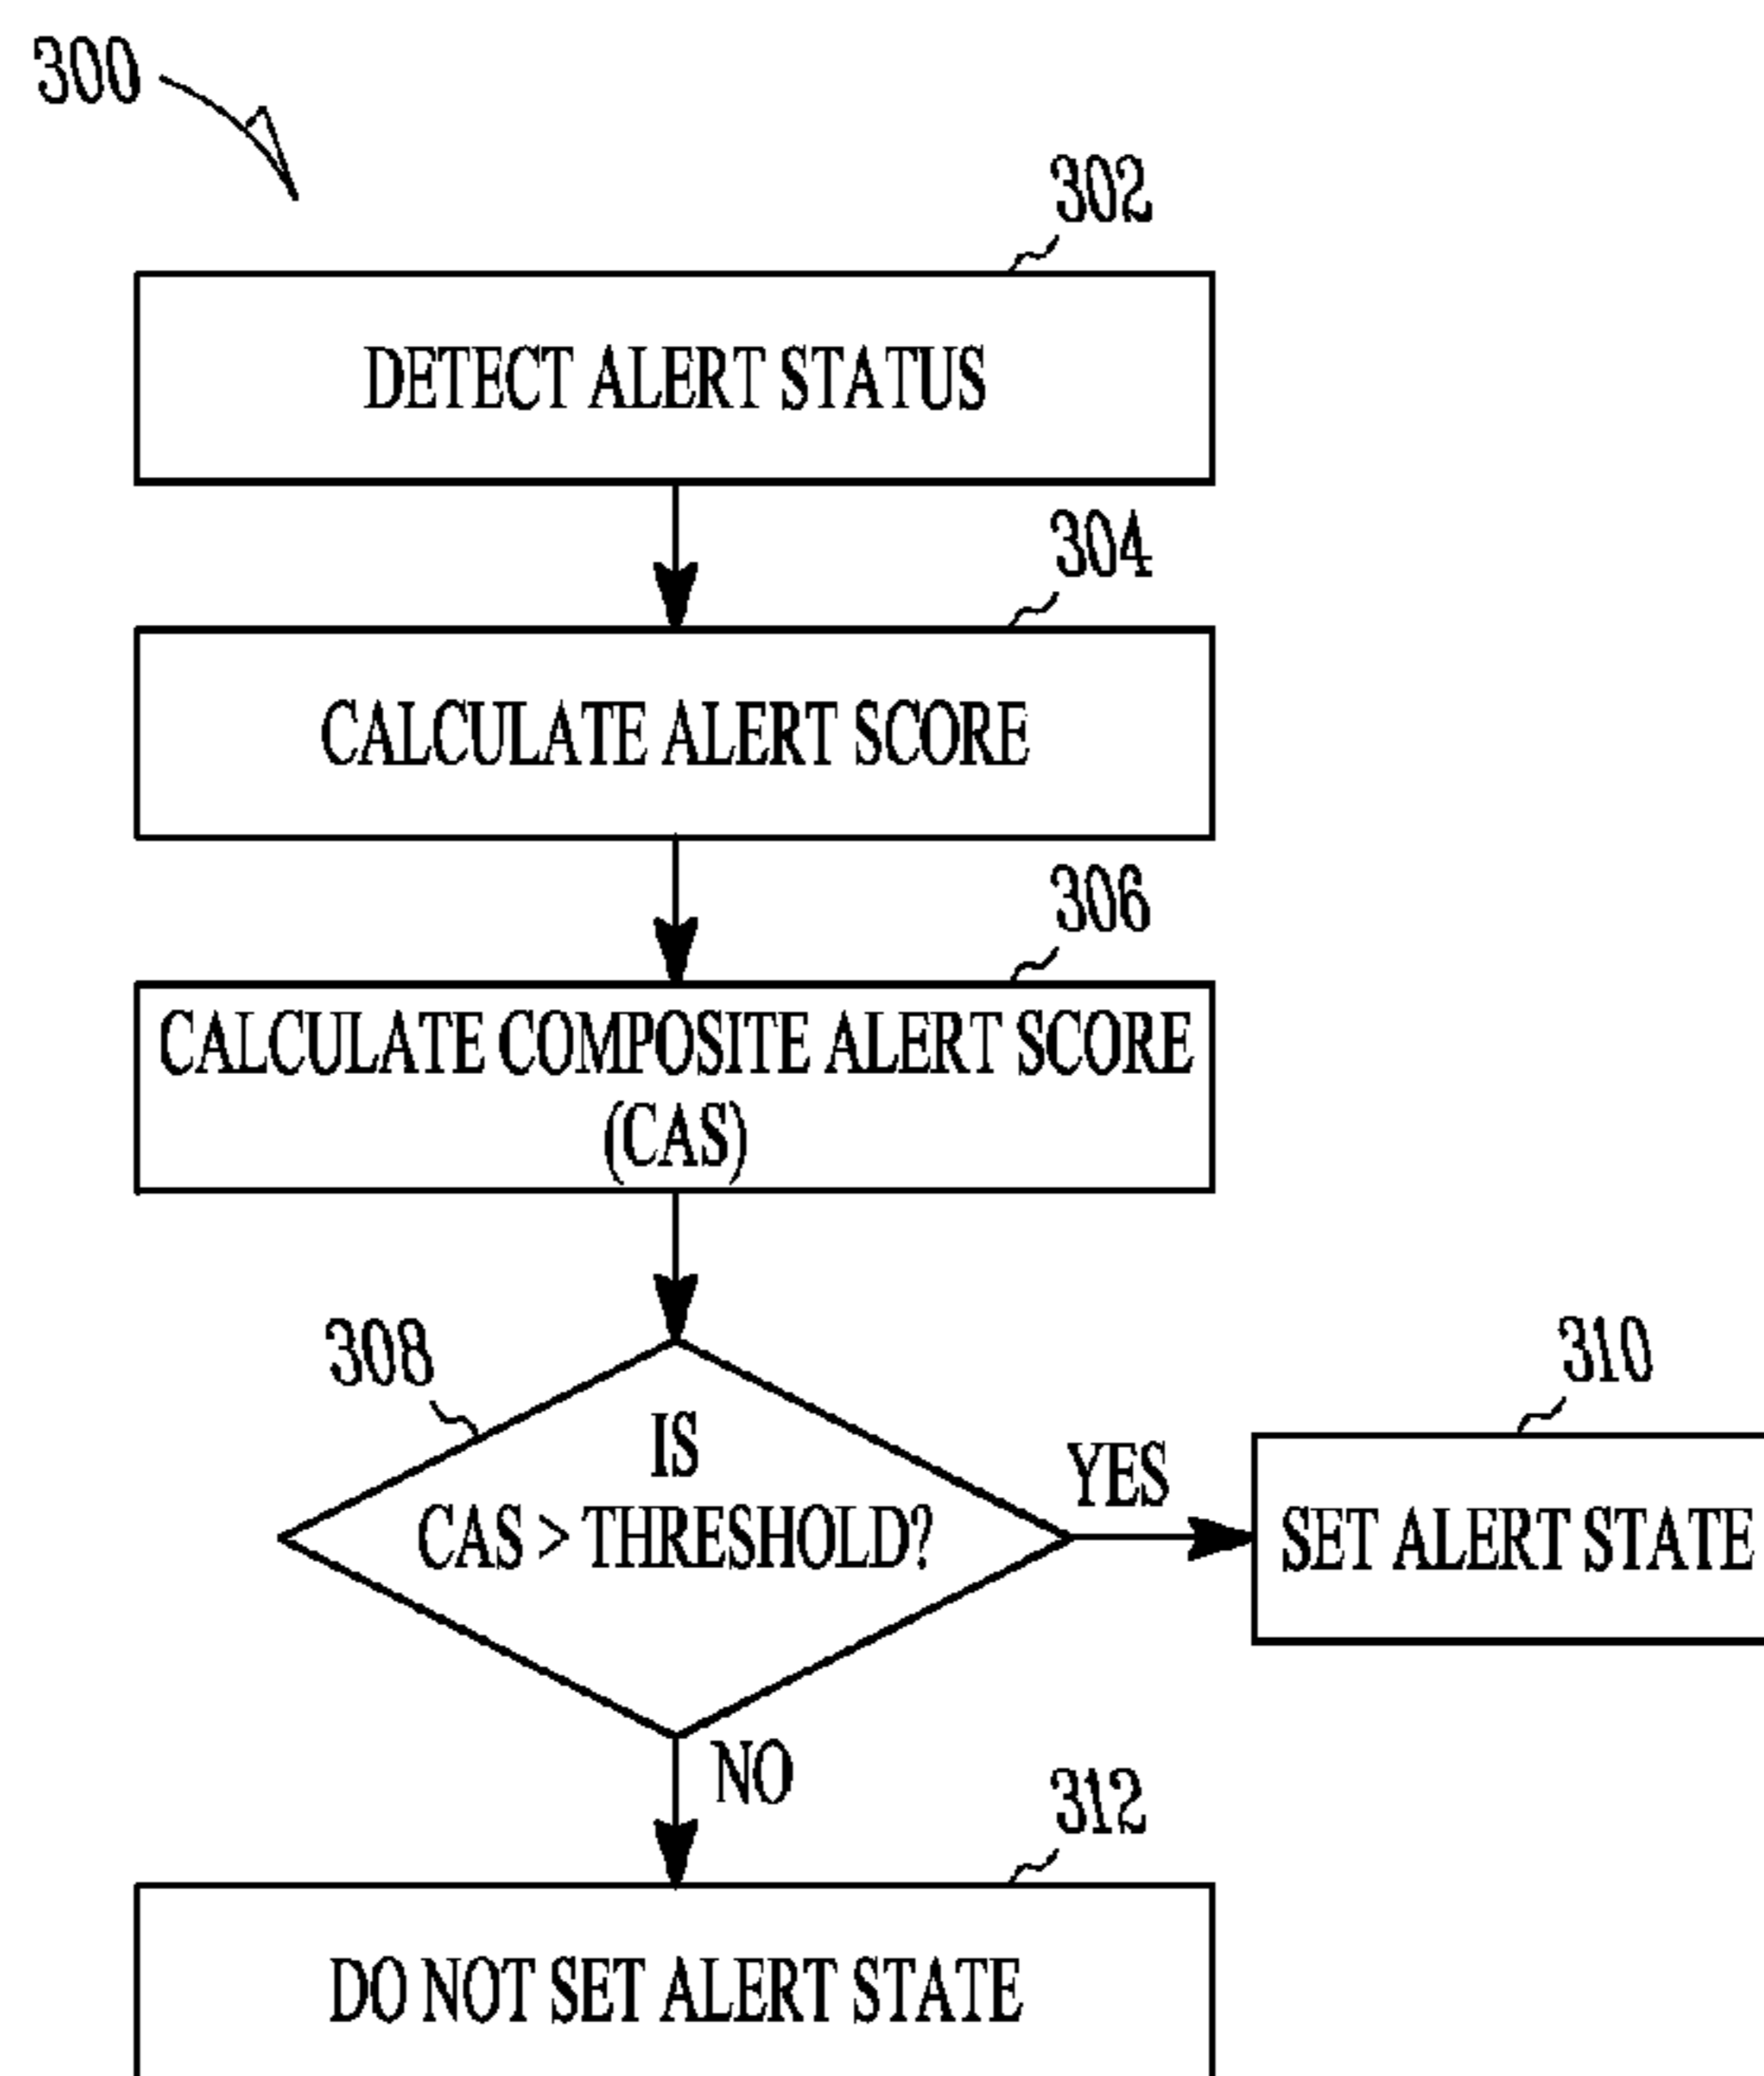 300
302
DETECT ALERT STATUS
304
CALCULATE ALERT SCORE
306
CALCULATE COMPOSITE ALERT SCORE
(CAS)
308
IS
CAS > THRESHOLD?
YES
310
SET ALERT STATE
NO
312
DO NOT SET ALERT STATE